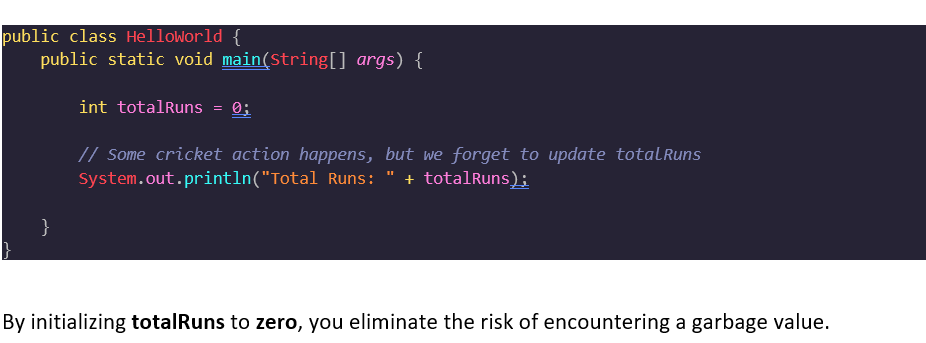 public class HelloWorld {
    public static void main(String[] args) {
        int totalRuns = 0;
        // Some cricket action happens, but we forget to update totalRuns
        System.out.println("Total Runs: " + totalRuns);
    }
}
By initializing totalRuns to zero, you eliminate the risk of encountering a garbage value.